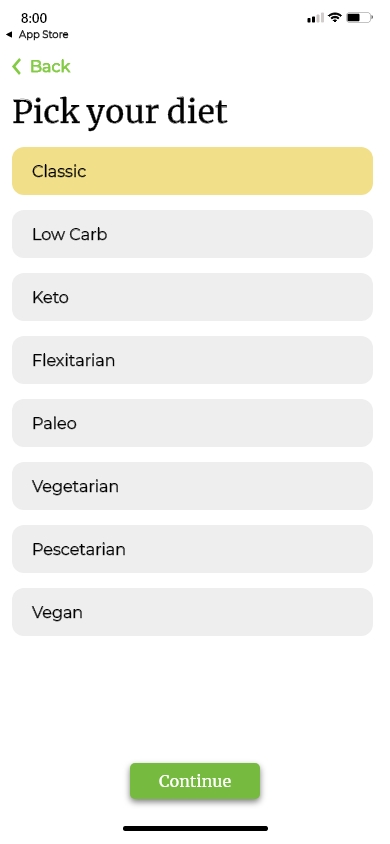 8:00
App Store
Back
Pick your diet
Classic
Low Carb
Keto
Flexitarian
Paleo
Vegetarian
Pescetarian
Vegan
Continue